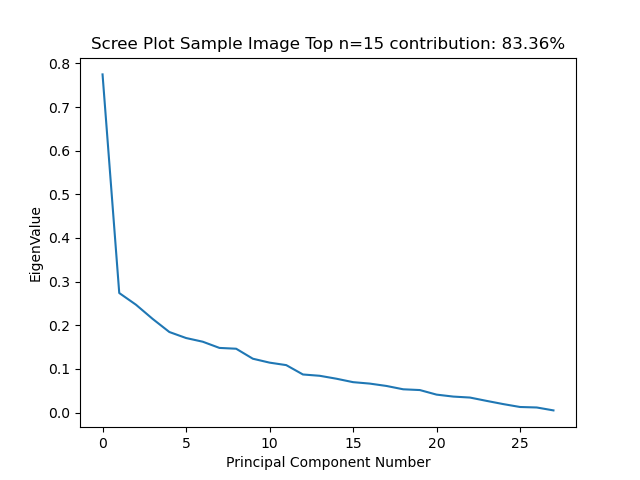 Scree Plot Sample Image Top n=15 contribution: 83.36%
0.8
0.7
0.6
0.5
0.4
0.3
0.2
0.1
0.0
EigenValue
0 5 10 15 20 25
Principal Component Number